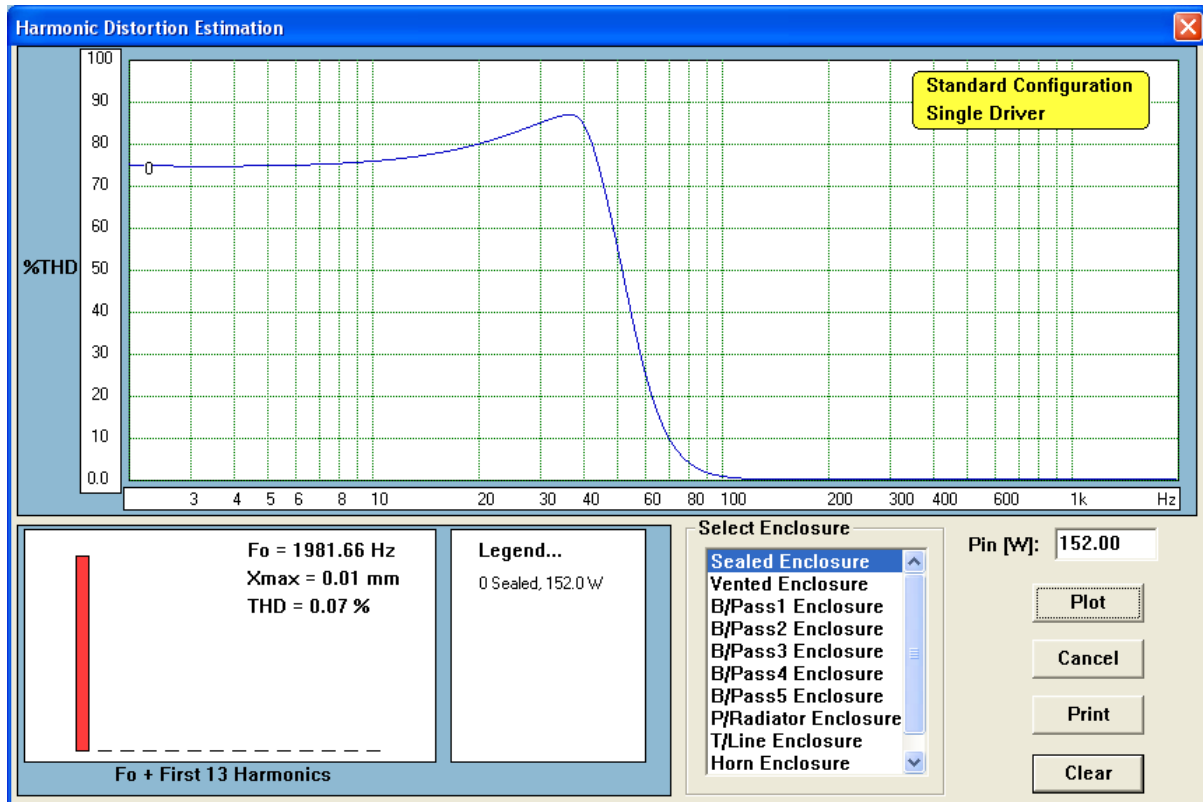 Harmonic Distortion Estimation
100
90
80
70
60
50
40
30
20
10
0.0
%THD
0
Standard Configuration
Single Driver
3 4 5 6 8 10 20 30 40 60 80 100 200 300 400 600 1k Hz
Fo = 1981.66 Hz
Xmax = 0.01 mm
THD = 0.07 %
Fo + First 13 Harmonics
Legend...
0 Sealed, 152.0 W
Select Enclosure
Sealed Enclosure
Vented Enclosure
B/Pass1 Enclosure
B/Pass2 Enclosure
B/Pass3 Enclosure
B/Pass4 Enclosure
B/Pass5 Enclosure
P/Radiator Enclosure
T/Line Enclosure
Horn Enclosure
Pin [W]: 152.00
Plot
Cancel
Print
Clear